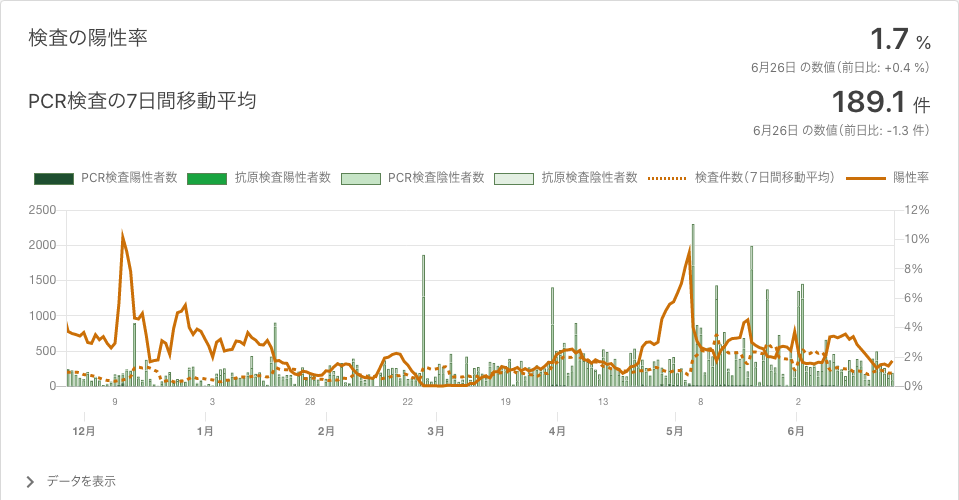 検査の陽性率
1.7 %
6月26日 の数値（前日比: +0.4 %）
PCR検査の7日間移動平均
189.1 件
6月26日 の数値（前日比: -1.3 件）
PCR検査陽性者数 抗原検査陽性者数 PCR検査陰性者数 抗原検査陰性者数 検査件数（7日間移動平均） 陽性率
2500 12%
2000 10%
1500 8%
1000 6%
500 4%
0 2%
0%
9 3 28 22 19 13 8 2
12月 1月 2月 3月 4月 5月 6月
データを表示